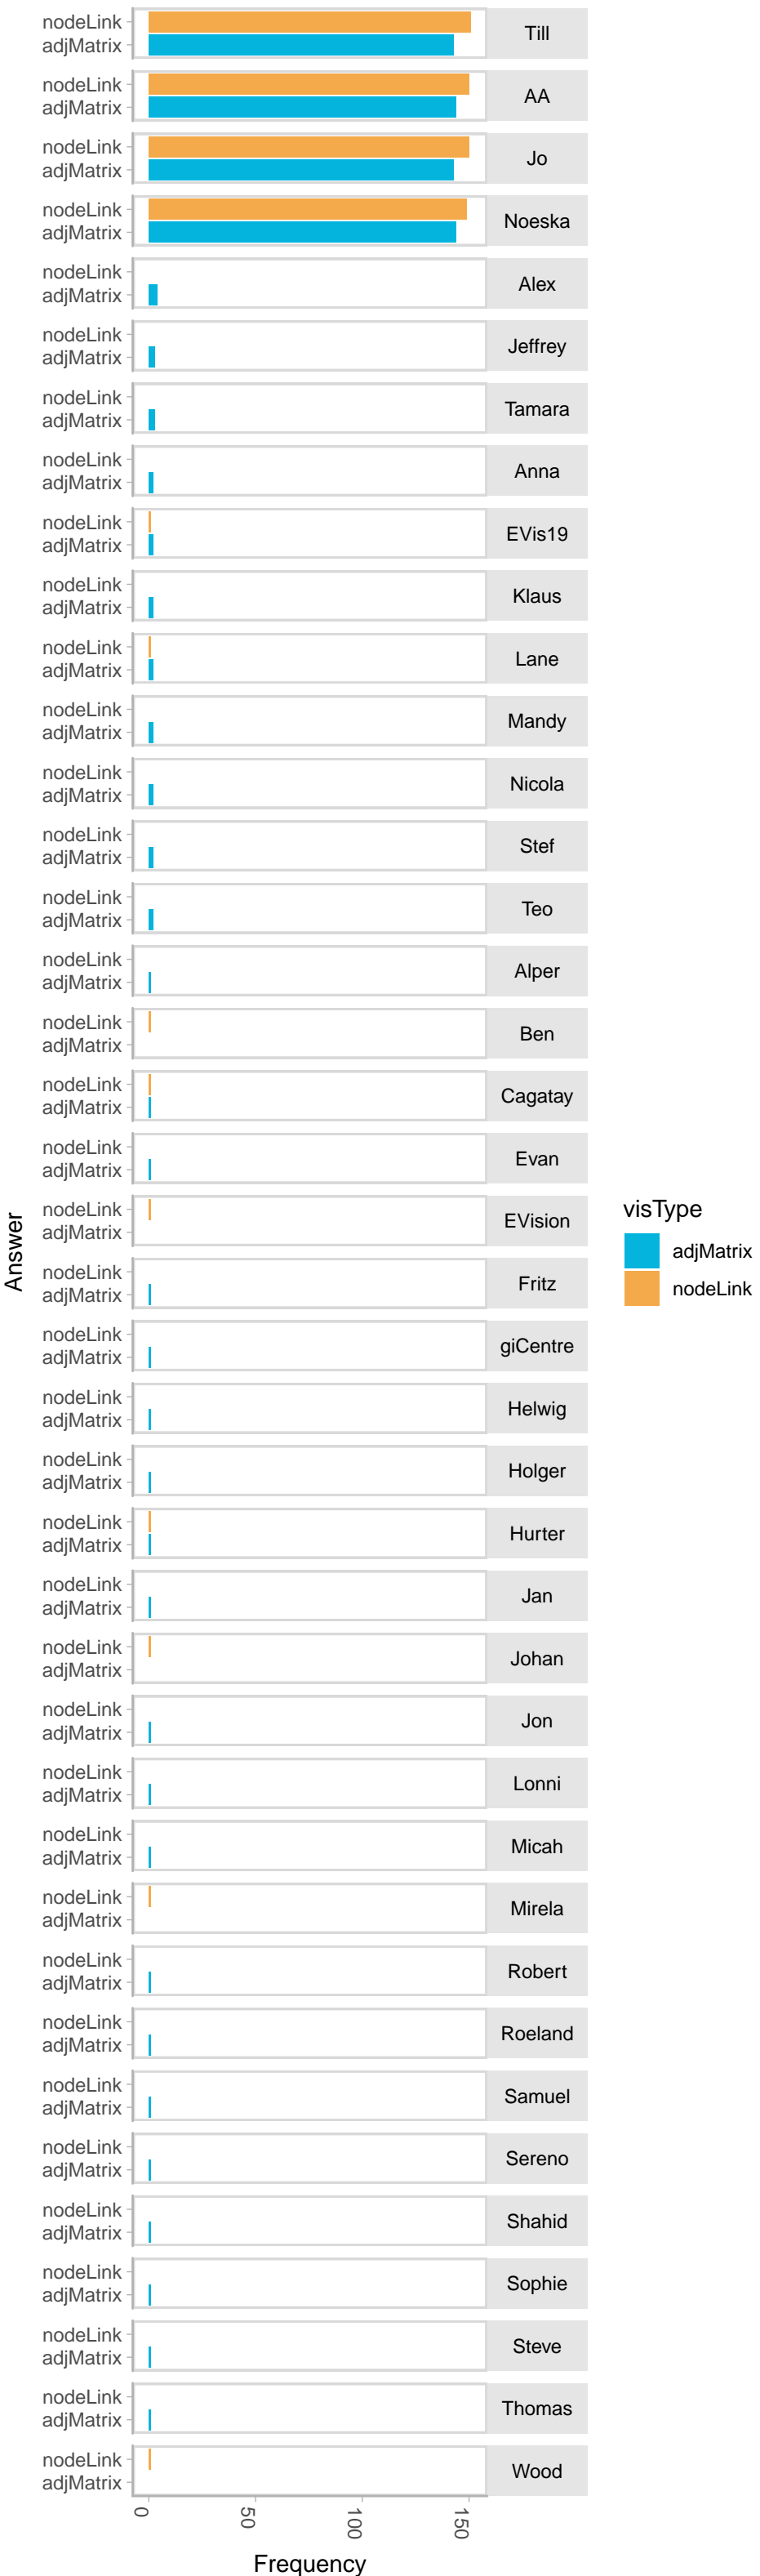 nodeLink
adjMatrix
Till
nodeLink
adjMatrix
AA
nodeLink
adjMatrix
Jo
nodeLink
adjMatrix
Noeska
nodeLink
adjMatrix
Alex
nodeLink
adjMatrix
Jeffrey
nodeLink
adjMatrix
Tamara
nodeLink
adjMatrix
Anna
nodeLink
adjMatrix
EVis19
nodeLink
adjMatrix
Klaus
nodeLink
adjMatrix
Lane
nodeLink
adjMatrix
Mandy
nodeLink
adjMatrix
Nicola
nodeLink
adjMatrix
Stef
nodeLink
adjMatrix
Teo
nodeLink
adjMatrix
Alper
nodeLink
adjMatrix
Ben
nodeLink
adjMatrix
Cagatay
nodeLink
adjMatrix
Evan
nodeLink
adjMatrix
EVision
nodeLink
adjMatrix
Fritz
nodeLink
adjMatrix
giCentre
nodeLink
adjMatrix
Helwig
nodeLink
adjMatrix
Holger
nodeLink
adjMatrix
Hurter
nodeLink
adjMatrix
Jan
nodeLink
adjMatrix
Johan
nodeLink
adjMatrix
Jon
nodeLink
adjMatrix
Lonni
nodeLink
adjMatrix
Micah
nodeLink
adjMatrix
Mirela
nodeLink
adjMatrix
Robert
nodeLink
adjMatrix
Roeland
nodeLink
adjMatrix
Samuel
nodeLink
adjMatrix
Sereno
nodeLink
adjMatrix
Shahid
nodeLink
adjMatrix
Sophie
nodeLink
adjMatrix
Steve
nodeLink
adjMatrix
Thomas
nodeLink
adjMatrix
Wood
0
50
100
150
Frequency
Answer
visType
adjMatrix
nodeLink